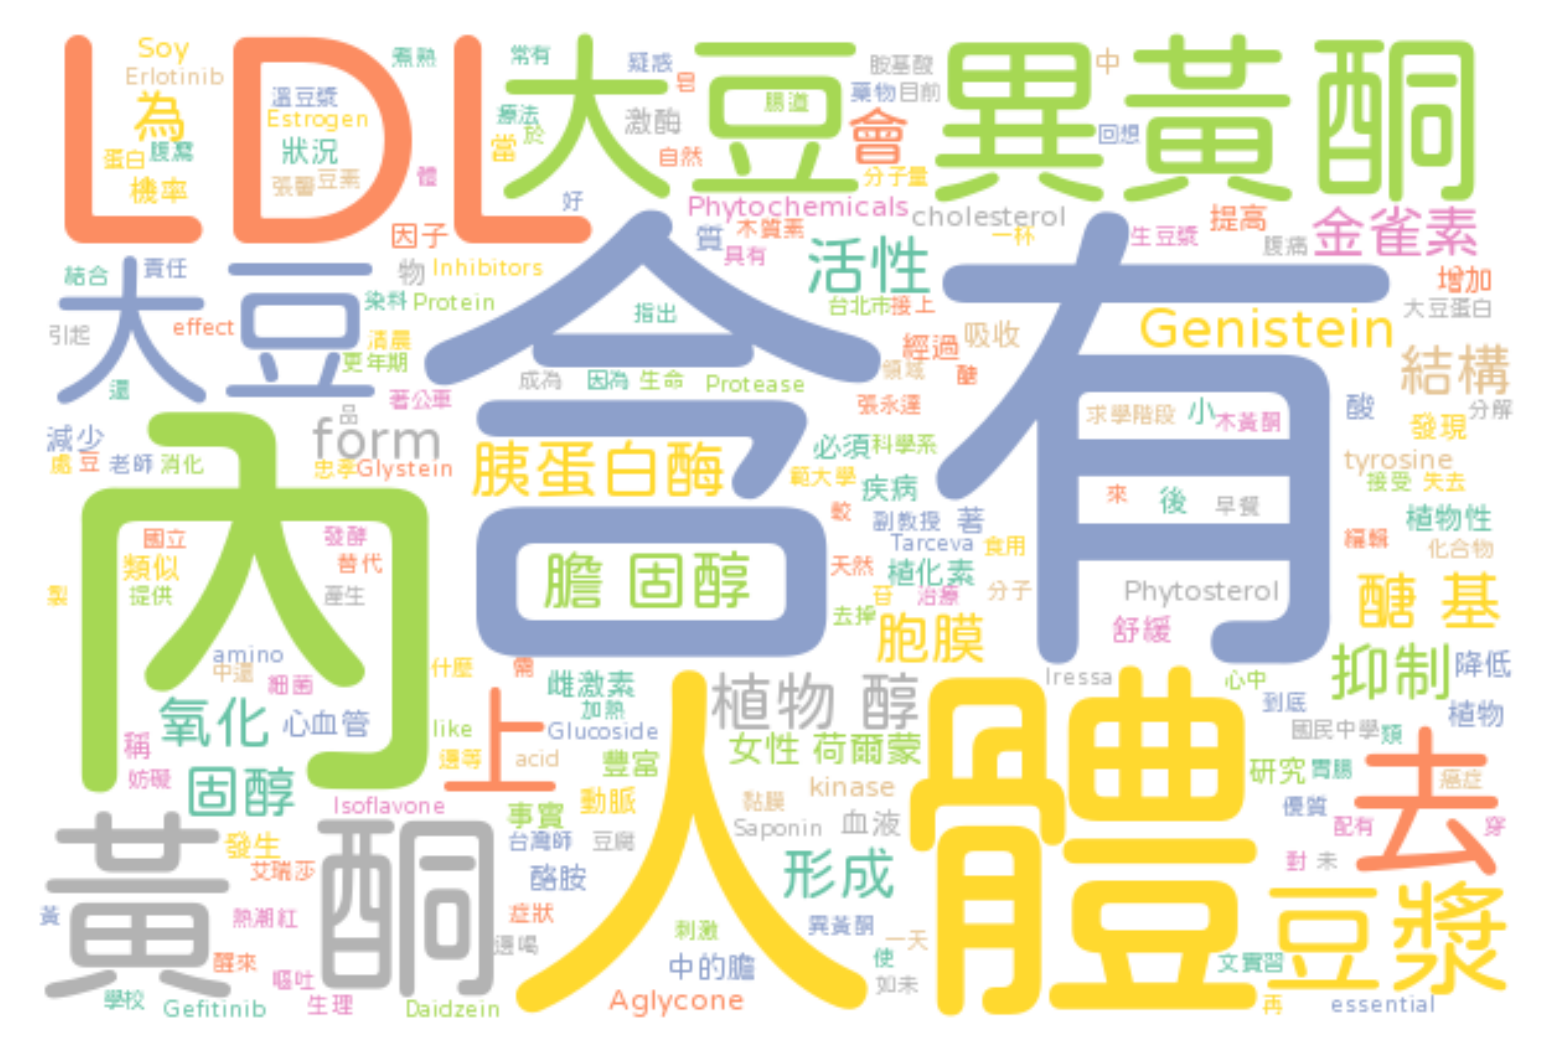 LDL
大豆
異黃酮
Soy
Erlotinib
為
蛋白
腹瀉
機率
溫豆漿
Estrogen
狀況
張馨
豆素
煮熟
體
因子
常有
療法
於
當
好
疑惑
皂
激酶
自然
腸道
胺基酸
藥物
目前
會
分子量
中
回想
Phytochemicals
cholesterol
質
木質素
具有
活性
一杯
生豆漿
提高
腹痛
金雀素
結合
責任
大豆
引起
effect
還
物
Inhibitors
染料
Protein
清晨
更年期
著公車
含有
指出
成為
因為
生命
Protease
台北市
接上
經過
吸收
領域
醣
張永達
Genistein
增加
大豆蛋白
結構
求學階段
小
木黃酮
酸
分解
發現
減少
處
豆
老師
消化
品
form
忠孝
Glystein
胰蛋白酶
必須
科學系
範大學
疾病
較
副教授
著
Tarceva
食用
來
後
早餐
tyrosine
接受
失去
植物性
編輯
化合物
內
國立
類似
提供
製
發酵
替代
產生
膽 固醇
天然
植化素
苷
治療
分子
去掉
胞膜
Phytosterol
舒緩
醣 基
抑制
降低
amino
中還
細菌
什麼
需
雌激素
加熱
Glucoside
植物 醇
Iressa
心中
到底
植物
氧化
心血管
稱
妨礙
固醇
like
上
邊等
acid
豐富
女性
荷爾蒙
kinase
國民中學
類
研究
胃腸
去
癌症
Isoflavone
事實
動脈
黏膜
Saponin
血液
人體
優質
配有
穿
黃酮
發生
艾瑞莎
台灣師
豆腐
酪胺
形成
對
未
黃
熱潮紅
症狀
邊喝
刺激
異黃酮
一天
豆漿
醒來
嘔吐
中的膽
使
如未
文實習
學校
Gefitinib
生理
Daidzein
Aglycone
再
essential